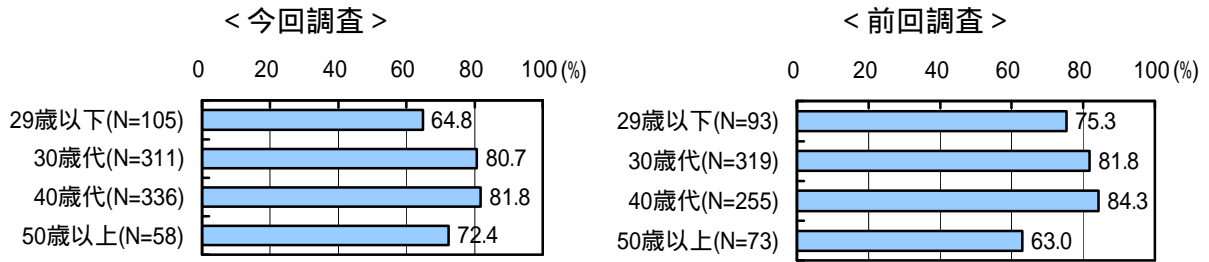 <今回調査>
0 20 40 60 80 100(%)
29歳以下(N=105) 64.8
30歳代(N=311) 80.7
40歳代(N=336) 81.8
50歳以上(N=58) 72.4
<前回調査>
0 20 40 60 80 100(%)
29歳以下(N=93) 75.3
30歳代(N=319) 81.8
40歳代(N=255) 84.3
50歳以上(N=73) 63.0